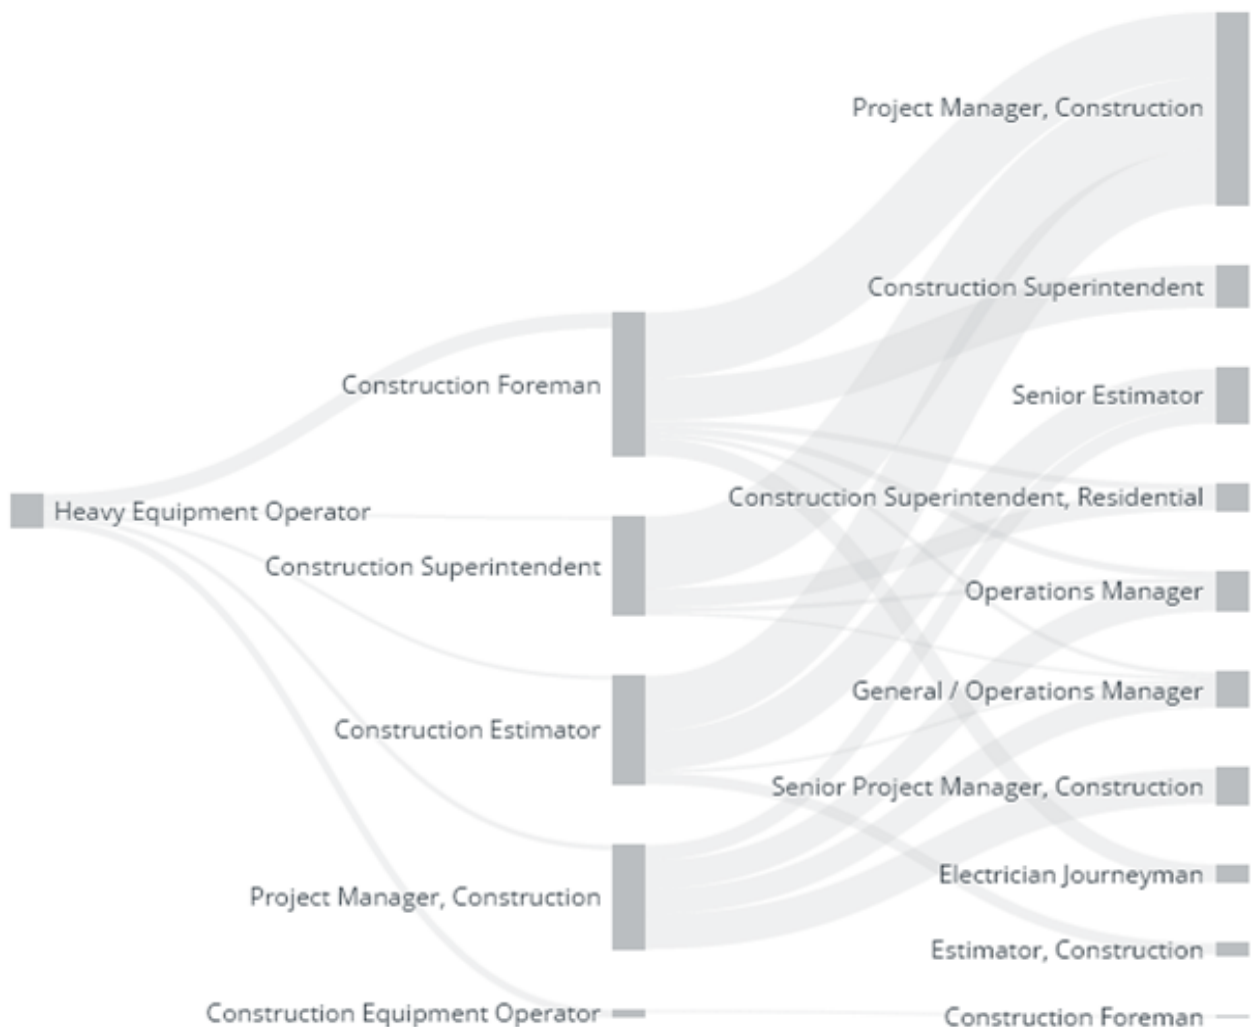 Heavy Equipment Operator
Construction Foreman
Construction Superintendent
Construction Estimator
Project Manager, Construction
Construction Equipment Operator
Project Manager, Construction
Construction Superintendent
Senior Estimator
Construction Superintendent, Residential
Operations Manager
General / Operations Manager
Senior Project Manager, Construction
Electrician Journeyman
Estimator, Construction
Construction Foreman